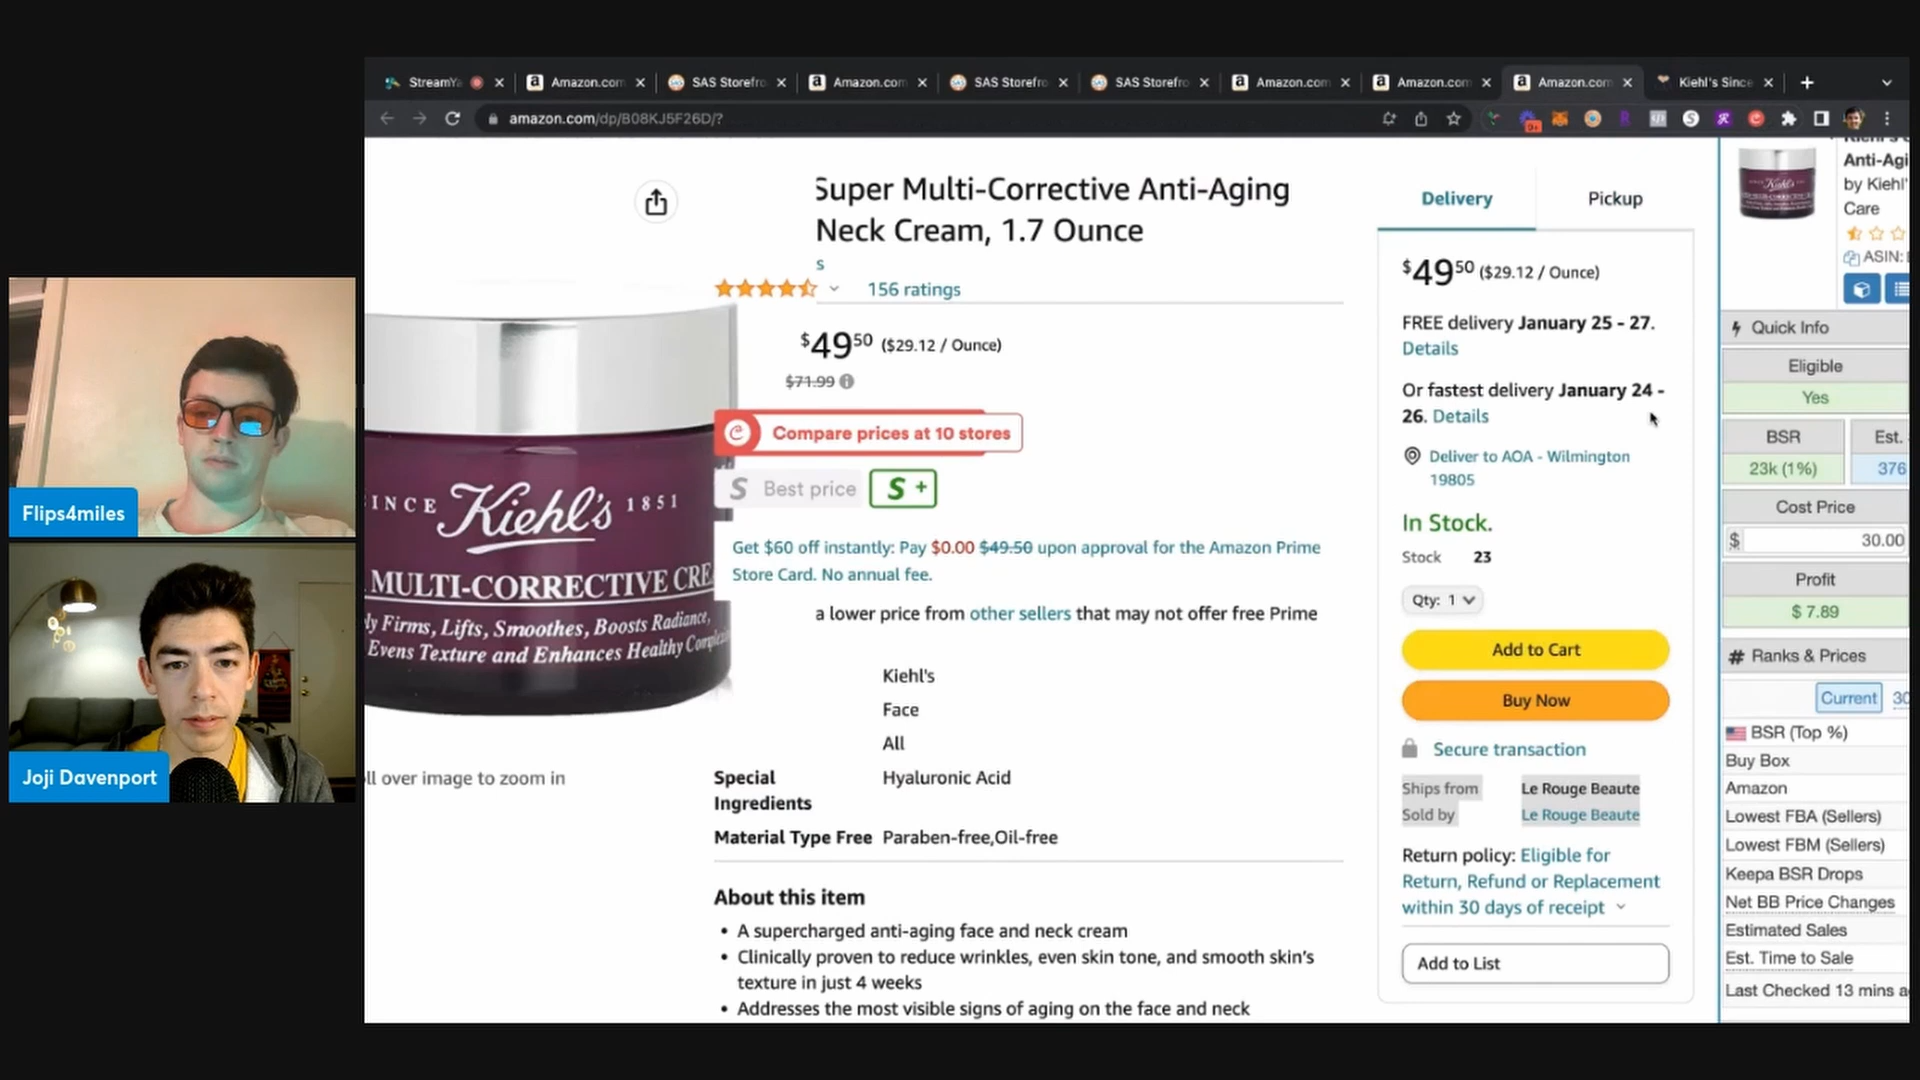 StreamYa
Amazon.com
SAS Storefro
Amazon.com
SAS Storefro
SAS Storefro
Amazon.com
Amazon.com
Amazon.com
Kiehl's Since
amazon.com/dp/B08KJ5F26D/?
9+
Super Multi-Corrective Anti-Aging
Neck Cream, 1.7 Ounce
s
156 ratings
$49.50 ($29.12 / Ounce)
$71.99
Compare prices at 10 stores
S Best price
S +
Get $60 off instantly: Pay $0.00 $49.50 upon approval for the Amazon Prime
Store Card. No annual fee.
a lower price from other sellers that may not offer free Prime
Kiehl's
Face
All
Special Ingredients Hyaluronic Acid
Material Type Free Paraben-free,Oil-free
About this item
• A supercharged anti-aging face and neck cream
• Clinically proven to reduce wrinkles, even skin tone, and smooth skin's
texture in just 4 weeks
• Addresses the most visible signs of aging on the face and neck
INCE Kiehl's 1851
MULTI-CORRECTIVE CRE
ly Firms, Lifts, Smoothes, Boosts Radiance,
Evens Texture and Enhances Healthy
ll over image to zoom in
Delivery
Pickup
$49.50 ($29.12 / Ounce)
FREE delivery January 25 - 27.
Details
Or fastest delivery January 24 -
26. Details
Deliver to AOA - Wilmington
19805
In Stock.
Stock 23
Qty: 1
Add to Cart
Buy Now
Secure transaction
Ships from Le Rouge Beaute
Sold by Le Rouge Beaute
Return policy: Eligible for
Return, Refund or Replacement
within 30 days of receipt
Add to List
Anti-Agi
by Kiehl'
Care
ASIN:
Quick Info
Eligible
Yes
BSR
Est.
23k (1%)
376
Cost Price
$ 30.00
Profit
$ 7.89
# Ranks & Prices
Current 30
BSR (Top %)
Buy Box
Amazon
Lowest FBA (Sellers)
Lowest FBM (Sellers)
Keepa BSR Drops
Net BB Price Changes
Estimated Sales
Est. Time to Sale
Last Checked 13 mins a
Flips4miles
Joji Davenport